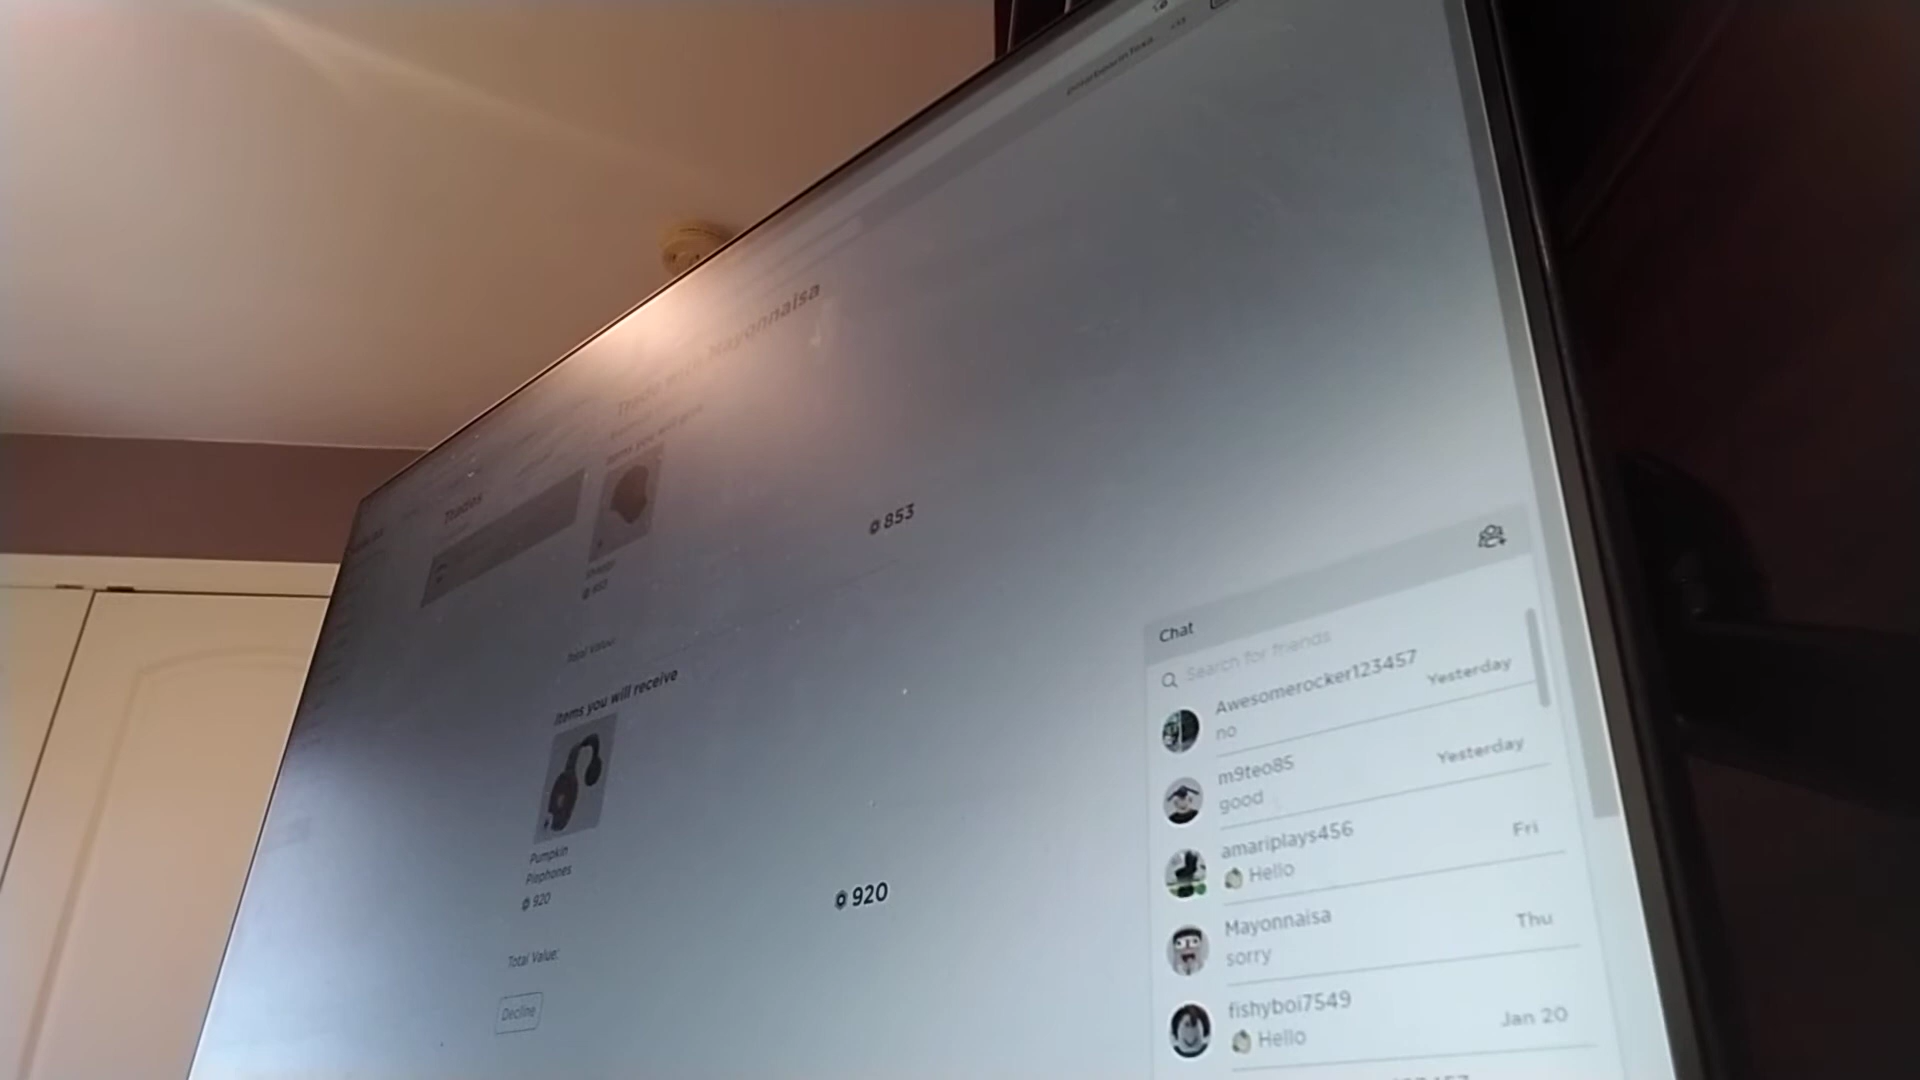 Trades with Mayonnaisa
Items you will give
Trades
853
853
Total Value:
Items you will receive
Pumpkin
Piephones
920
920
Total Value:
Decline
Chat
Search for friends
Awesomerocker123457
Yesterday
no
m9teo85
Yesterday
good
amariplays456
Fri
Hello
Mayonnaisa
Thu
sorry
fishyboi7549
Jan 20
Hello